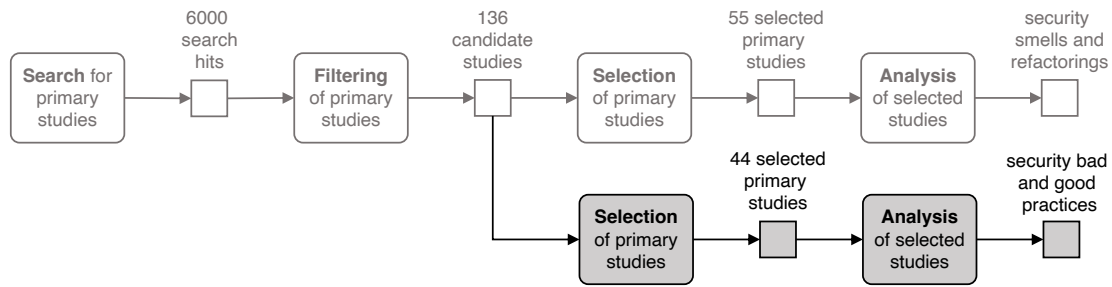 6000
search
hits
136
candidate
studies
55 selected
primary
studies
security
smells and
refactorings
Search for
primary
studies
Filtering
of primary
studies
Selection
of primary
studies
Analysis
of selected
studies
44 selected
primary
studies
security bad
and good
practices
Selection
of primary
studies
Analysis
of selected
studies